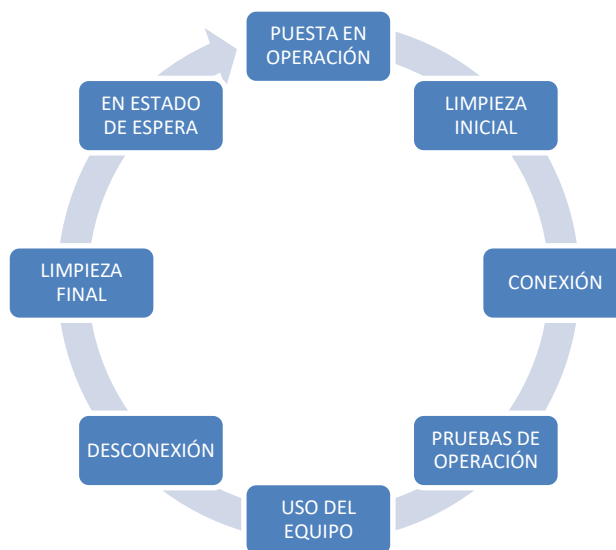 PUESTA EN
OPERACIÓN
LIMPIEZA
INICIAL
CONEXIÓN
PRUEBAS DE
OPERACIÓN
USO DEL
EQUIPO
DESCONEXIÓN
LIMPIEZA
FINAL
EN ESTADO
DE ESPERA